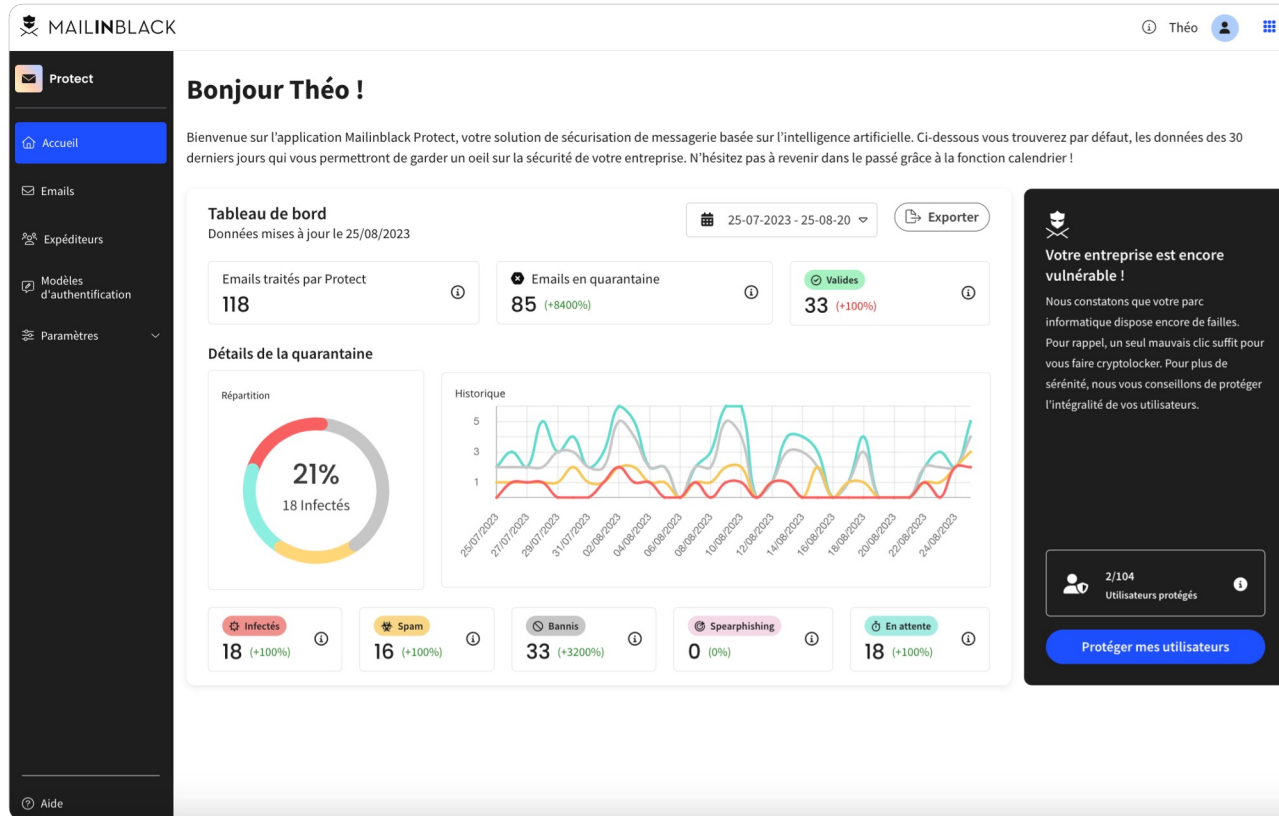 MAILINBLACK
Théo
Protect
Accueil
Emails
Expéditeurs
Modèles
d'authentification
Paramètres
Aide
Bonjour Théo !
Bienvenue sur l'application Mailinblack Protect, votre solution de sécurisation de messagerie basée sur l'intelligence artificielle. Ci-dessous vous trouverez par défaut, les données des 30
derniers jours qui vous permettront de garder un oeil sur la sécurité de votre entreprise. N'hésitez pas à revenir dans le passé grâce à la fonction calendrier !
Tableau de bord
Données mises à jour le 25/08/2023
25-07-2023 - 25-08-20
Exporter
Emails traités par Protect
118
Emails en quarantaine
85 (+8400%)
Valides
33 (+100%)
Détails de la quarantaine
Répartition
21%
18 Infectés
Historique
5
3
1
25/07/2023
27/07/2023
29/07/2023
31/07/2023
02/08/2023
04/08/2023
06/08/2023
08/08/2023
10/08/2023
12/08/2023
14/08/2023
16/08/2023
18/08/2023
20/08/2023
22/08/2023
24/08/2023
Infectés
18 (+100%)
Spam
16 (+100%)
Bannis
33 (+3200%)
Spearphishing
0 (0%)
En attente
18 (+100%)
Votre entreprise est encore
vulnérable !
Nous constatons que votre parc
informatique dispose encore de failles.
Pour rappel, un seul mauvais clic suffit pour
vous faire cryptolocker. Pour plus de
sérénité, nous vous conseillons de protéger
l'intégralité de vos utilisateurs.
2/104
Utilisateurs protégés
Protéger mes utilisateurs